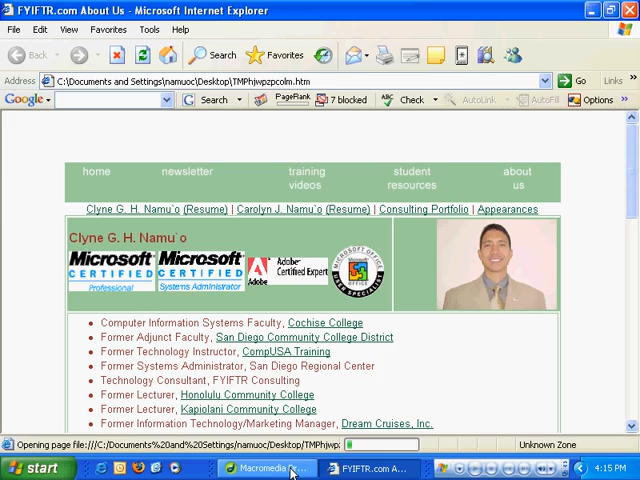 FYIFTR.com About Us - Microsoft Internet Explorer
File Edit View Favorites Tools Help
Back Search Favorites
Address C:\Documents and Settings\namuoc\Desktop\TMPhjwpzpcolm.htm Go Links
Google Search PageRank 7 blocked Check AutoLink AutoFill Options
home newsletter training videos student resources about us
Clyne G. H. Namu`o (Resume) | Carolyn J. Namu`o (Resume) | Consulting Portfolio | Appearances
Clyne G. H. Namu`o
Microsoft CERTIFIED Professional
Microsoft CERTIFIED Systems Administrator
Adobe Certified Expert
Adobe
MICROSOFT OFFICE USER SPECIALIST
OFFICE
Computer Information Systems Faculty, Cochise College
Former Adjunct Faculty, San Diego Community College District
Former Technology Instructor, CompUSA Training
Former Systems Administrator, San Diego Regional Center
Technology Consultant, FYIFTR Consulting
Former Lecturer, Honolulu Community College
Former Lecturer, Kapiolani Community College
Former Information Technology/Marketing Manager, Dream Cruises, Inc.
Opening page file:///C:/Documents%20and%20Settings/namuoc/Desktop/TMPhjwp Unknown Zone
start Macromedia FYIFTR.com A... 4:15 PM